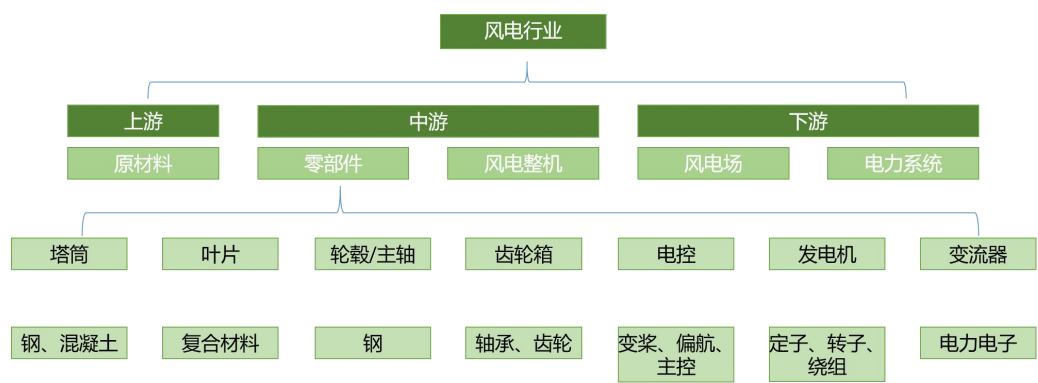 风电行业
上游
中游
下游
原材料
零部件
风电整机
风电场
电力系统
塔筒
叶片
轮毂/主轴
齿轮箱
电控
发电机
变流器
钢、混凝土
复合材料
钢
轴承、齿轮
变桨、偏航、
主控
定子、转子、
绕组
电力电子